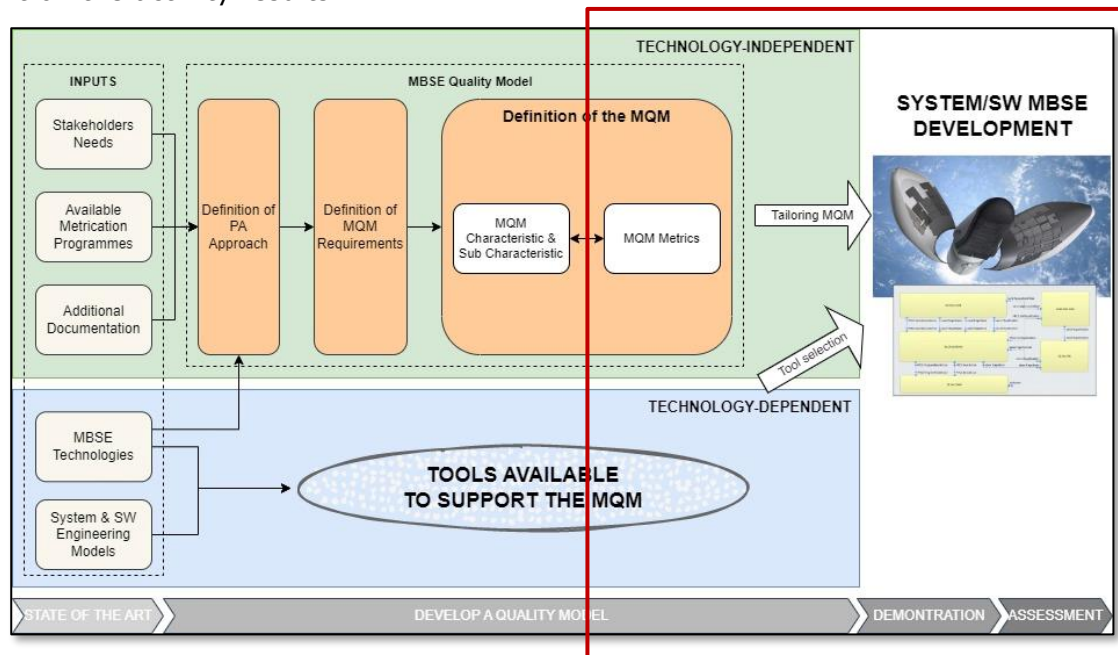 TECHNOLOGY-INDEPENDENT
INPUTS
Stakeholders
Needs
Available
Metrication
Programmes
Additional
Documentation
MBSE Quality Model
Definition of
PA
Approach
Definition of
MQM
Requirements
Definition of the MQM
MQM
Characteristic &
Sub Characteristic
MQM Metrics
Tailoring MQM
Tool selection
SYSTEM/SW MBSE
DEVELOPMENT
TECHNOLOGY-DEPENDENT
MBSE
Technologies
System & SW
Engineering
Models
TOOLS AVAILABLE
TO SUPPORT THE MQM
STATE OF THE ART
DEVELOP A QUALITY MODEL
DEMONTRATION
ASSESSMENT